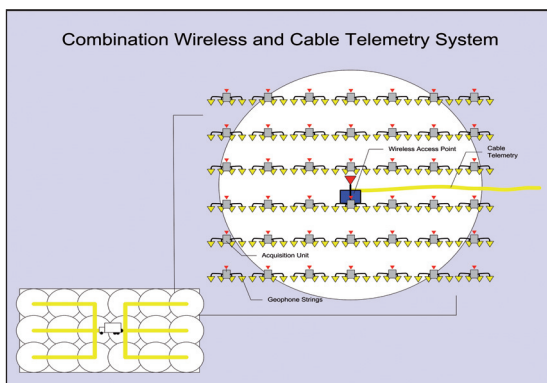 Combination Wireless and Cable Telemetry System
Wireless Access Point
Cable
Telemetry
Acquisition Unit
Geophone Strings